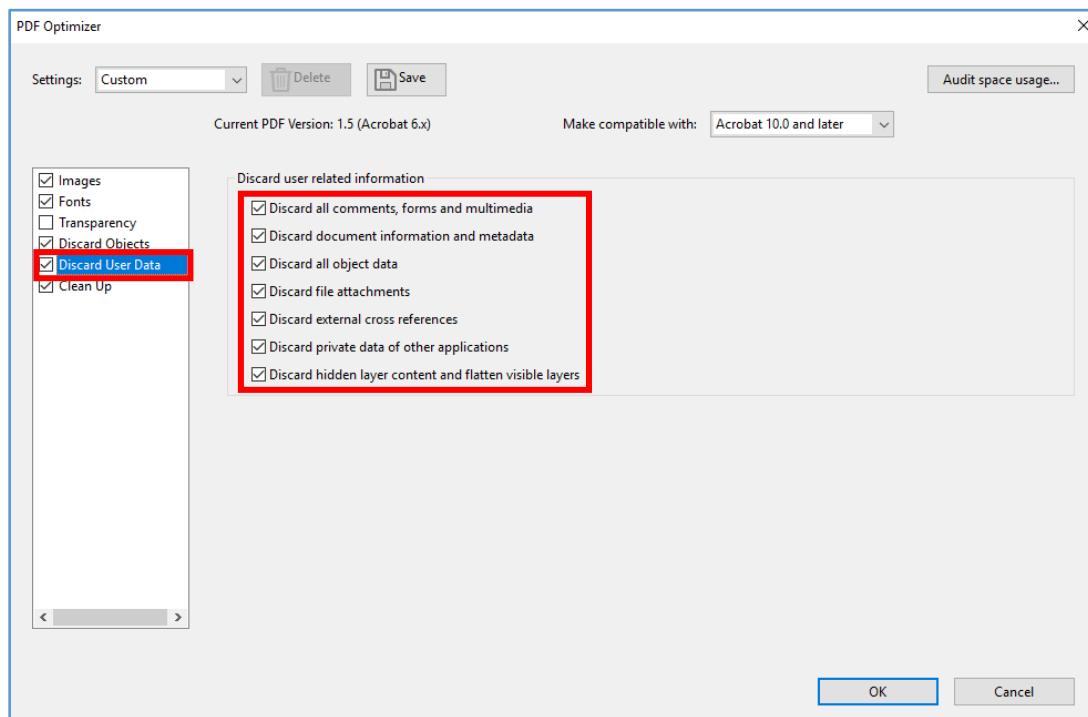 PDF Optimizer
Settings: Custom Delete Save Audit space usage...
Current PDF Version: 1.5 (Acrobat 6.x) Make compatible with: Acrobat 10.0 and later
Images
Fonts
Transparency
Discard Objects
Discard User Data
Clean Up
Discard user related information
Discard all comments, forms and multimedia
Discard document information and metadata
Discard all object data
Discard file attachments
Discard external cross references
Discard private data of other applications
Discard hidden layer content and flatten visible layers
OK Cancel